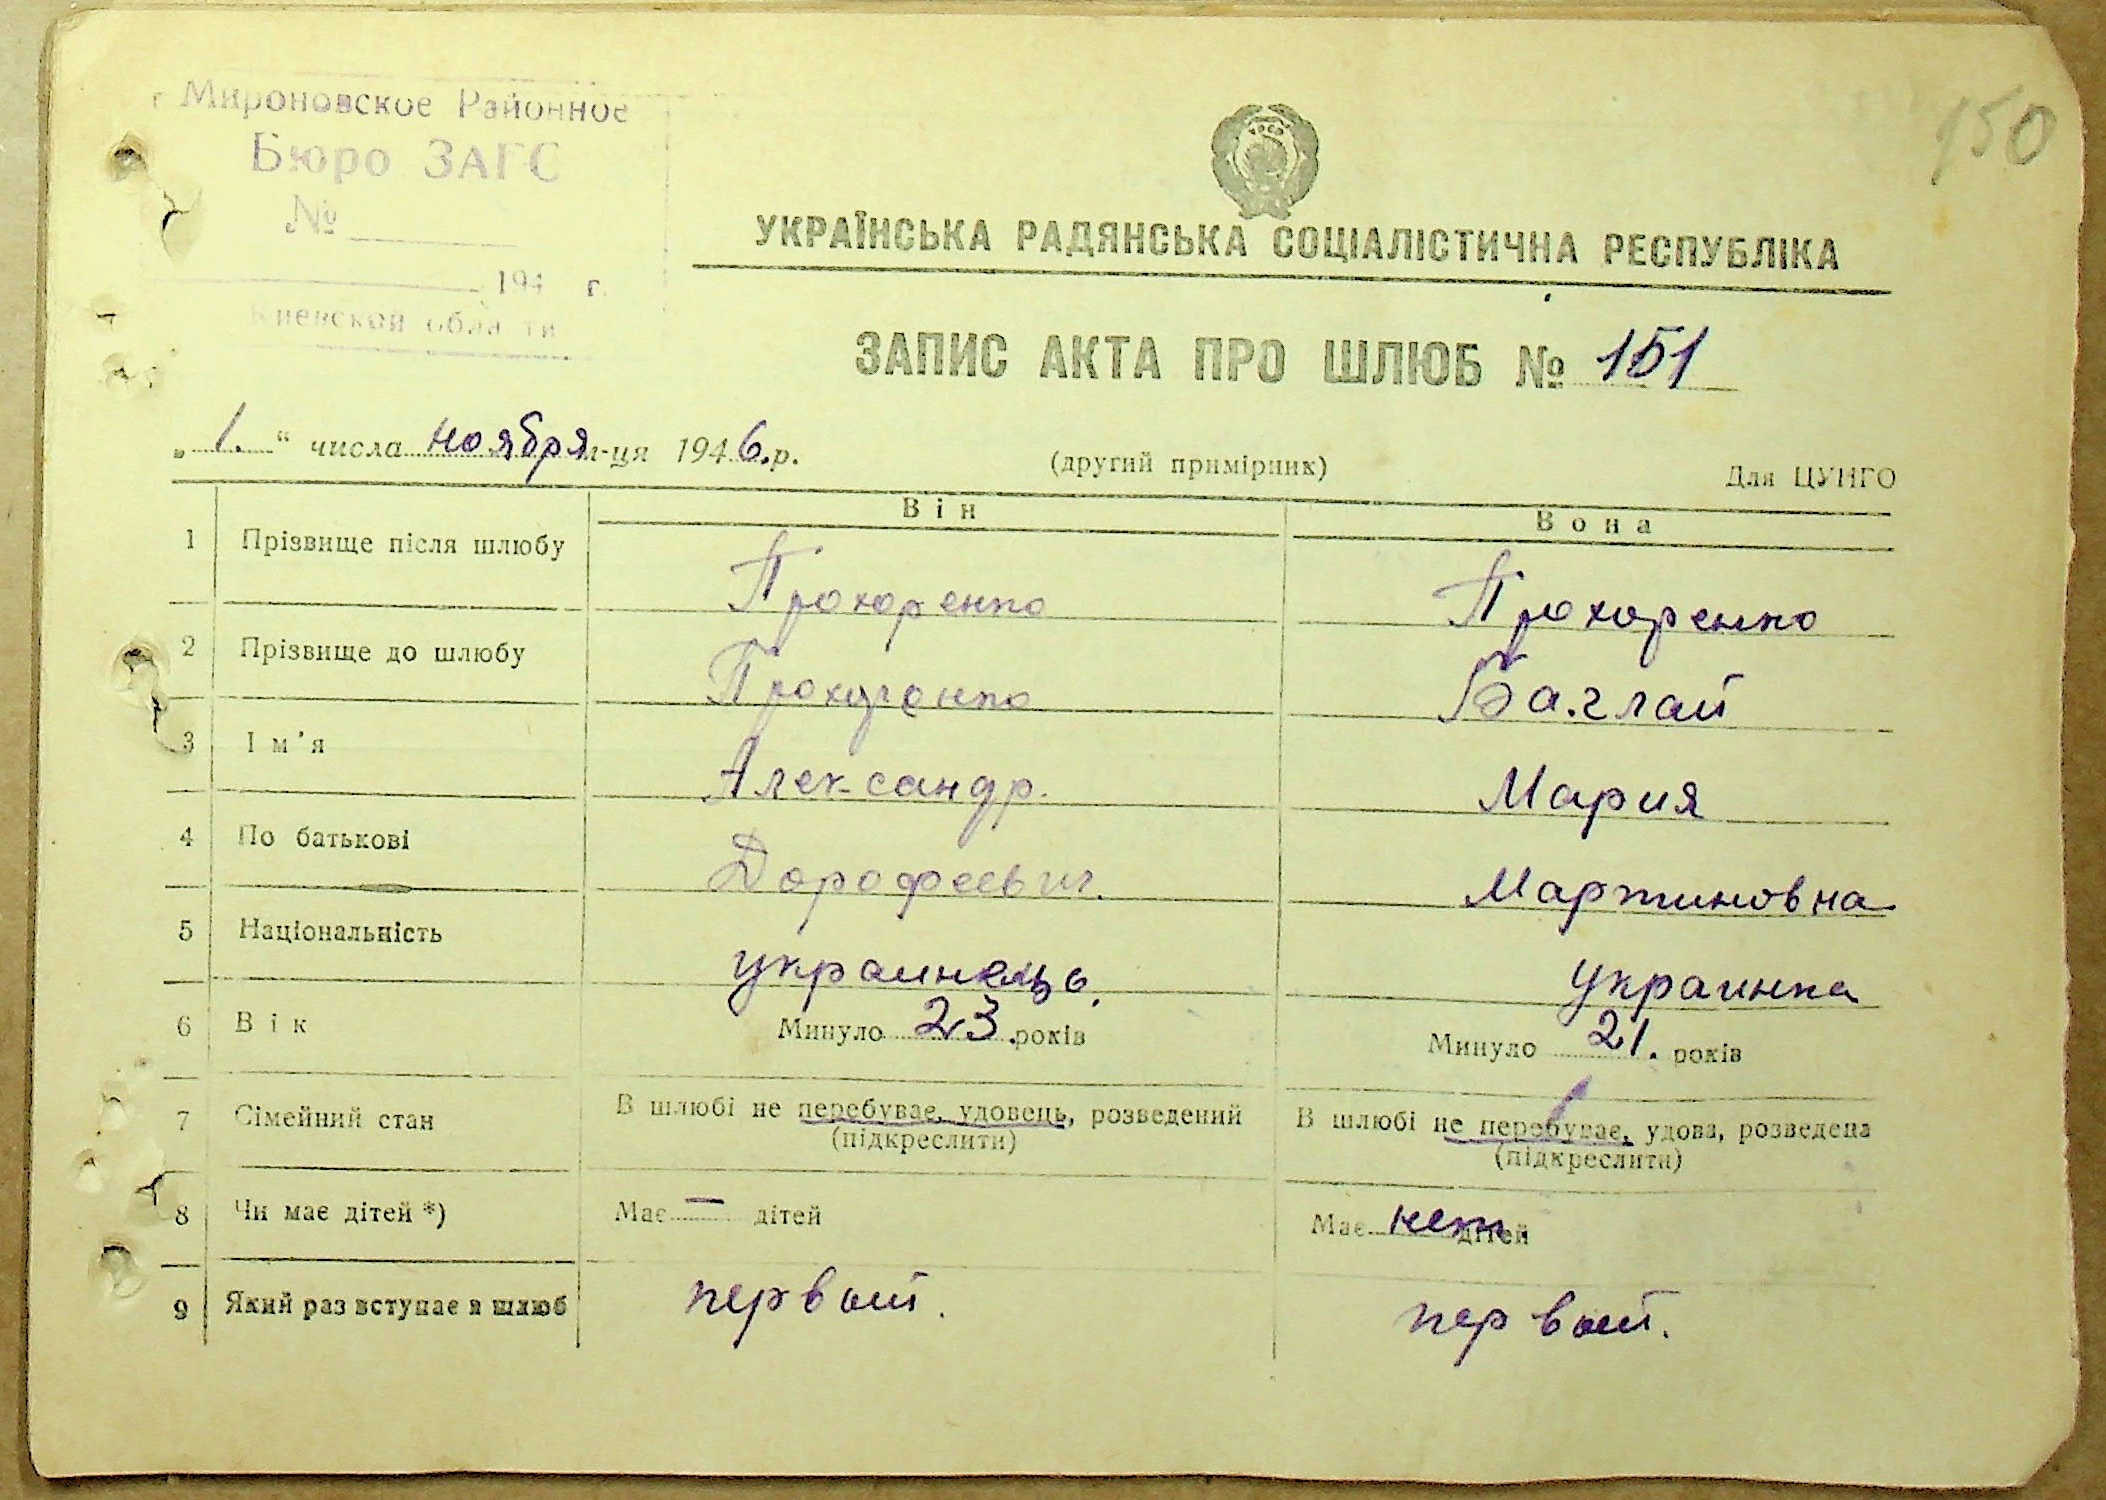 Мироновское Районное
Бюро ЗАГС
№
194 г.
Киевской области
150
УКРАЇНСЬКА РАДЯНСЬКА СОЦІАЛІСТИЧНА РЕСПУБЛІКА
ЗАПИС АКТА ПРО ШЛЮБ № 151
„ 1. “ числа ноября м-ця 1946.р.
(другий примірник)
Для ЦУНГО
Він
Вона
1 Прізвище після шлюбу Прохоренко Прохоренко
2 Прізвище до шлюбу Прохоренко Баглай
3 Ім'я Александр. Мария
4 По батькові Дорофеевич. Мартиновна
5 Національність украинець. украинка
6 Вік Минуло 23 років Минуло 21. років
7 Сімейний стан В шлюбі не перебуває, удовець, розведений В шлюбі не перебуває, удова, розведена
(підкреслити) (підкреслити)
8 Чи має дітей *) Має — дітей Має нет. дітей
9 Який раз вступає в шлюб первый. первый.